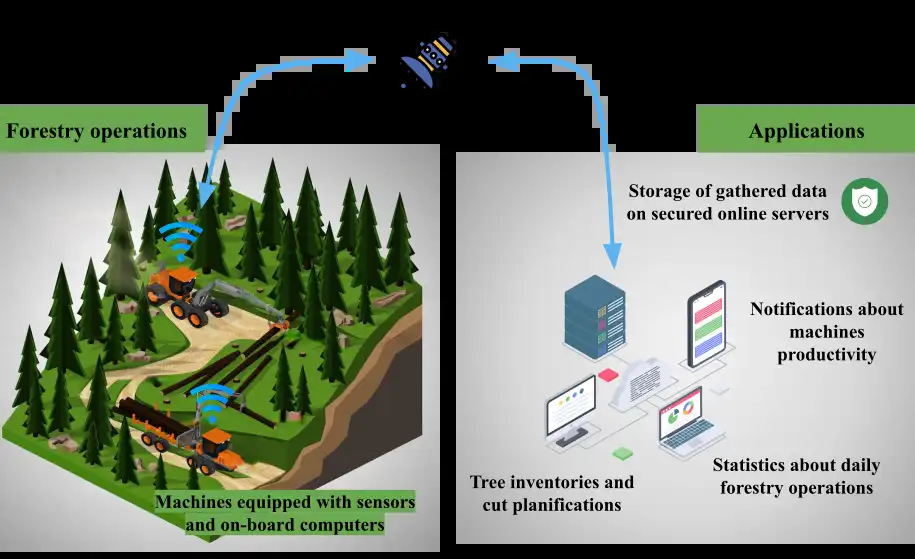 Forestry operations
Applications
Storage of gathered data
on secured online servers
Notifications about
machines
productivity
Tree inventories and
cut planifications
Statistics about daily
forestry operations
Machines equipped with sensors
and on-board computers